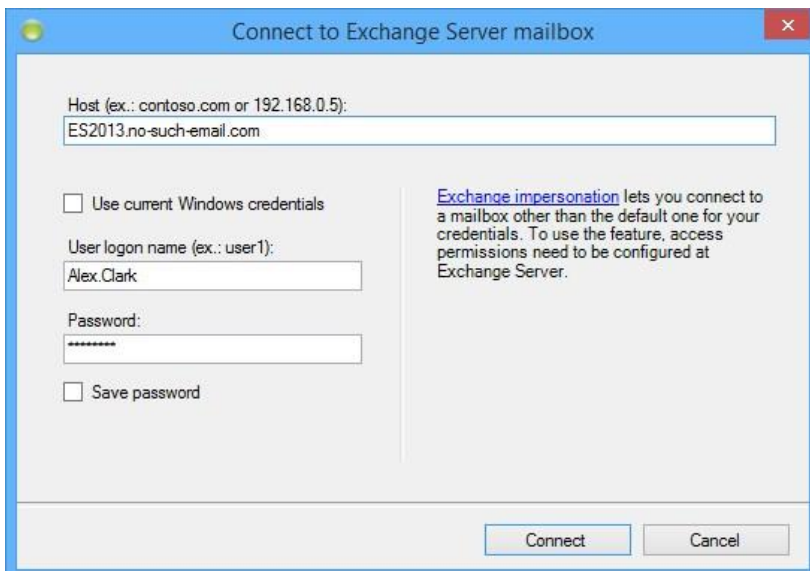 Connect to Exchange Server mailbox
Host (ex.: contoso.com or 192.168.0.5):
ES2013.no-such-email.com
Use current Windows credentials
User logon name (ex.: user1):
Alex.Clark
Password:
********
Save password
Exchange impersonation lets you connect to
a mailbox other than the default one for your
credentials. To use the feature, access
permissions need to be configured at
Exchange Server.
Connect
Cancel